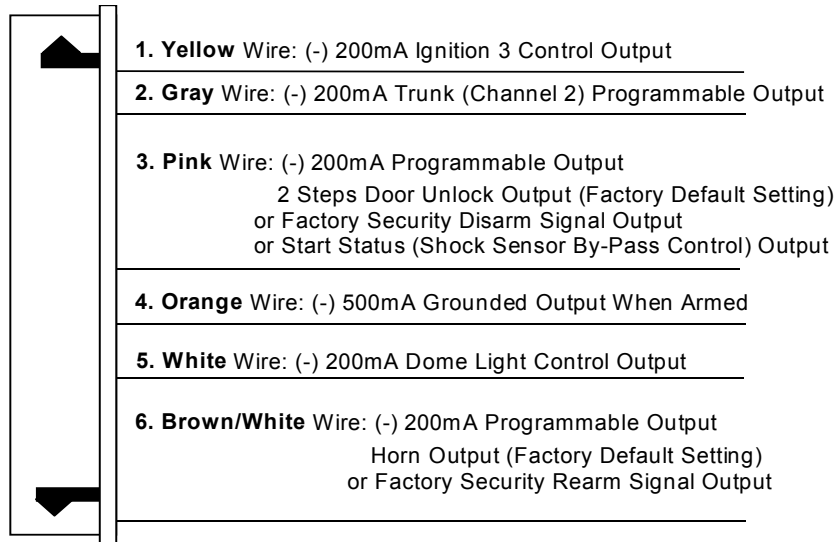 1. Yellow Wire: (-) 200mA Ignition 3 Control Output
2. Gray Wire: (-) 200mA Trunk (Channel 2) Programmable Output
3. Pink Wire: (-) 200mA Programmable Output
2 Steps Door Unlock Output (Factory Default Setting)
or Factory Security Disarm Signal Output
or Start Status (Shock Sensor By-Pass Control) Output
4. Orange Wire: (-) 500mA Grounded Output When Armed
5. White Wire: (-) 200mA Dome Light Control Output
6. Brown/White Wire: (-) 200mA Programmable Output
Horn Output (Factory Default Setting)
or Factory Security Rearm Signal Output